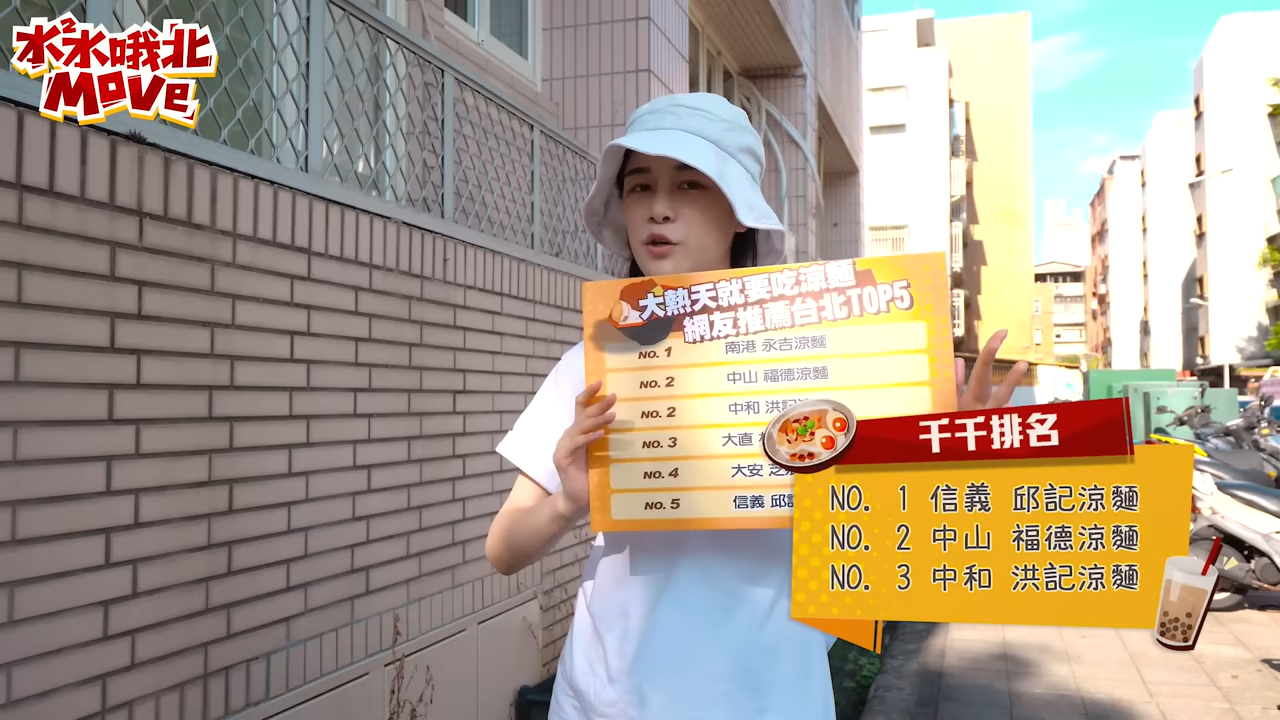 水水哦北
MOVE
大熱天就要吃涼麵
網友推薦台北TOP5
NO. 1 南港 永吉涼麵
NO. 2 中山 福德涼麵
NO. 2 中和 洪記
NO. 3 大直
NO. 4 大安 芝
NO. 5 信義 邱記
千千排名
NO. 1 信義 邱記涼麵
NO. 2 中山 福德涼麵
NO. 3 中和 洪記涼麵